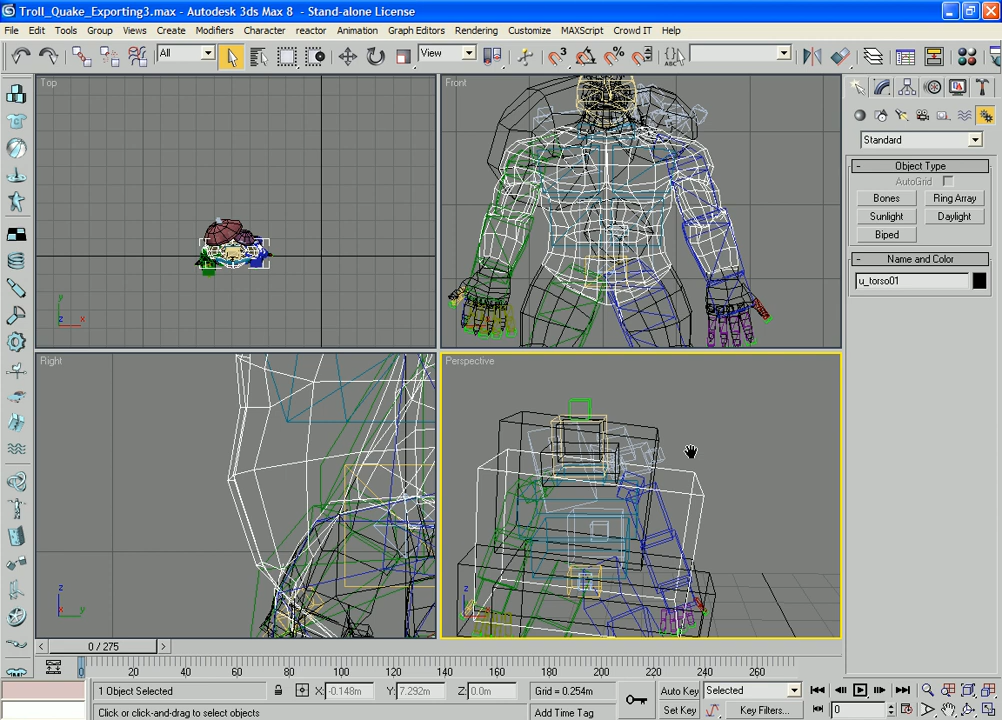 Troll_Quake_Exporting3.max - Autodesk 3ds Max 8 - Stand-alone License
File Edit Tools Group Views Create Modifiers Character reactor Animation Graph Editors Rendering Customize MAXScript Crowd IT Help
All View
Top Front
Right Perspective
z y x
z x y
z
Standard
- Object Type
AutoGrid
Bones Ring Array
Sunlight Daylight
Biped
- Name and Color
u_torso01
< 0 / 275 >
0 20 40 60 80 100 120 140 160 180 200 220 240 260
1 Object Selected X: -0.148m Y: 7.292m Z: 0.0m Grid = 0.254m Auto Key Selected
Click or click-and-drag to select objects Add Time Tag Set Key Key Filters... 0